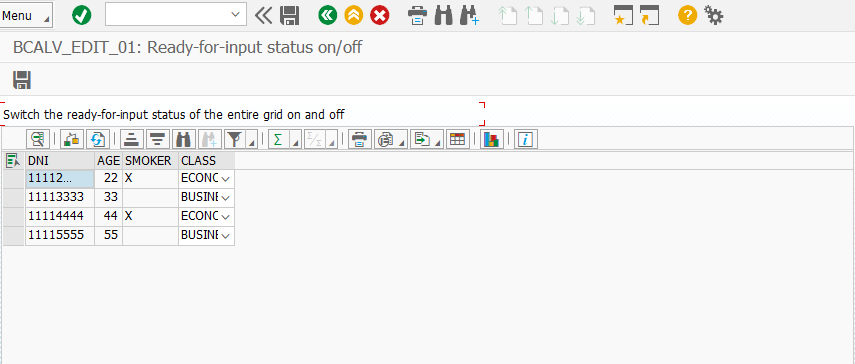 Menu
BCALV_EDIT_01: Ready-for-input status on/off
Switch the ready-for-input status of the entire grid on and off
DNI AGE SMOKER CLASS
11112... 22 X ECONC
11113333 33 BUSINE
11114444 44 X ECONC
11115555 55 BUSINE